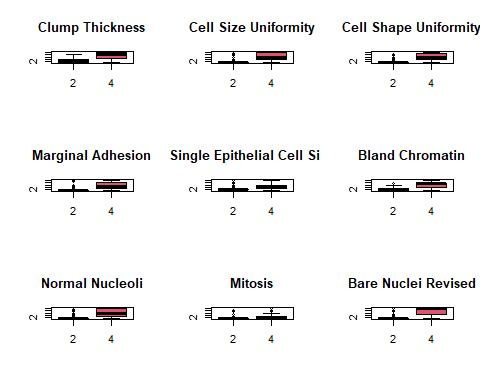 Clump Thickness
Cell Size Uniformity
Cell Shape Uniformity
2
2 4
2
2 4
2
2 4
Marginal Adhesion
Single Epithelial Cell Si
Bland Chromatin
2
2 4
2
2 4
2
2 4
Normal Nucleoli
Mitosis
Bare Nuclei Revised
2
2 4
2
2 4
2
2 4